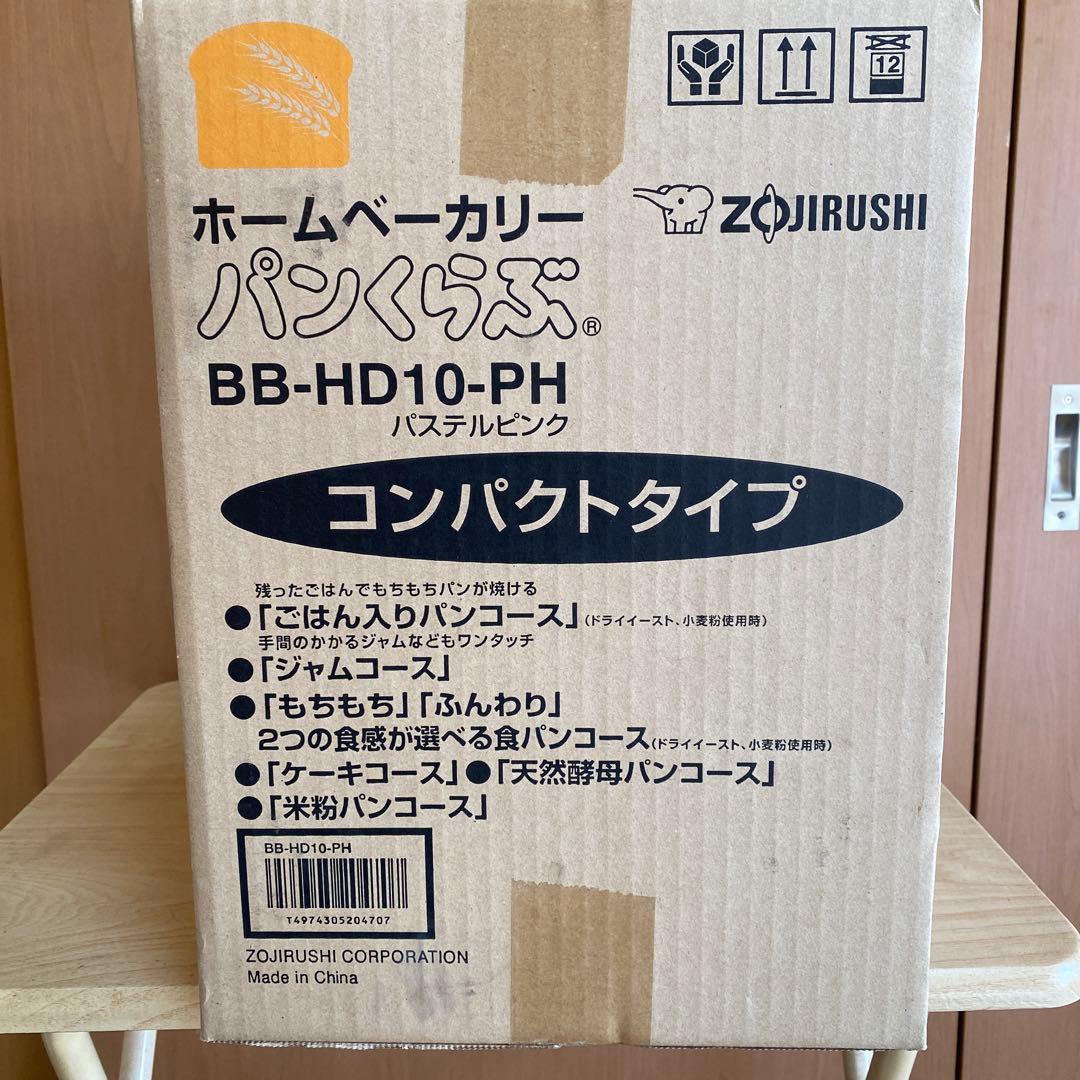 12
ZOJIRUSHI
ホームベーカリー
パンくらぶ®
BB-HD10-PH
パステルピンク
コンパクトタイプ
残ったごはんでもちもちパンが焼ける
●「ごはん入りパンコース」(ドライイースト、小麦粉使用時)
手間のかかるジャムなどもワンタッチ
●「ジャムコース」
●「もちもち」「ふんわり」
2つの食感が選べる食パンコース(ドライイースト、小麦粉使用時)
●「ケーキコース」●「天然酵母パンコース」
●「米粉パンコース」
BB-HD10-PH
T4974305204707
ZOJIRUSHI CORPORATION
Made in China